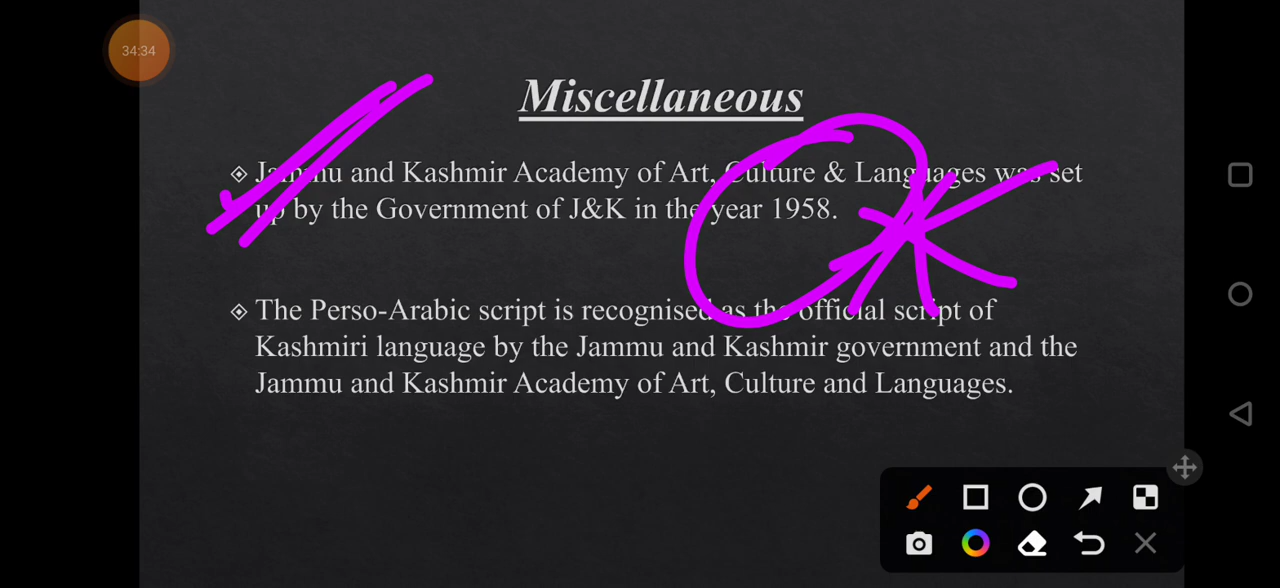 34:34
Miscellaneous
Jammu and Kashmir Academy of Art, Culture & Languages was set
up by the Government of J&K in the year 1958.
The Perso-Arabic script is recognised as the official script of
Kashmiri language by the Jammu and Kashmir government and the
Jammu and Kashmir Academy of Art, Culture and Languages.